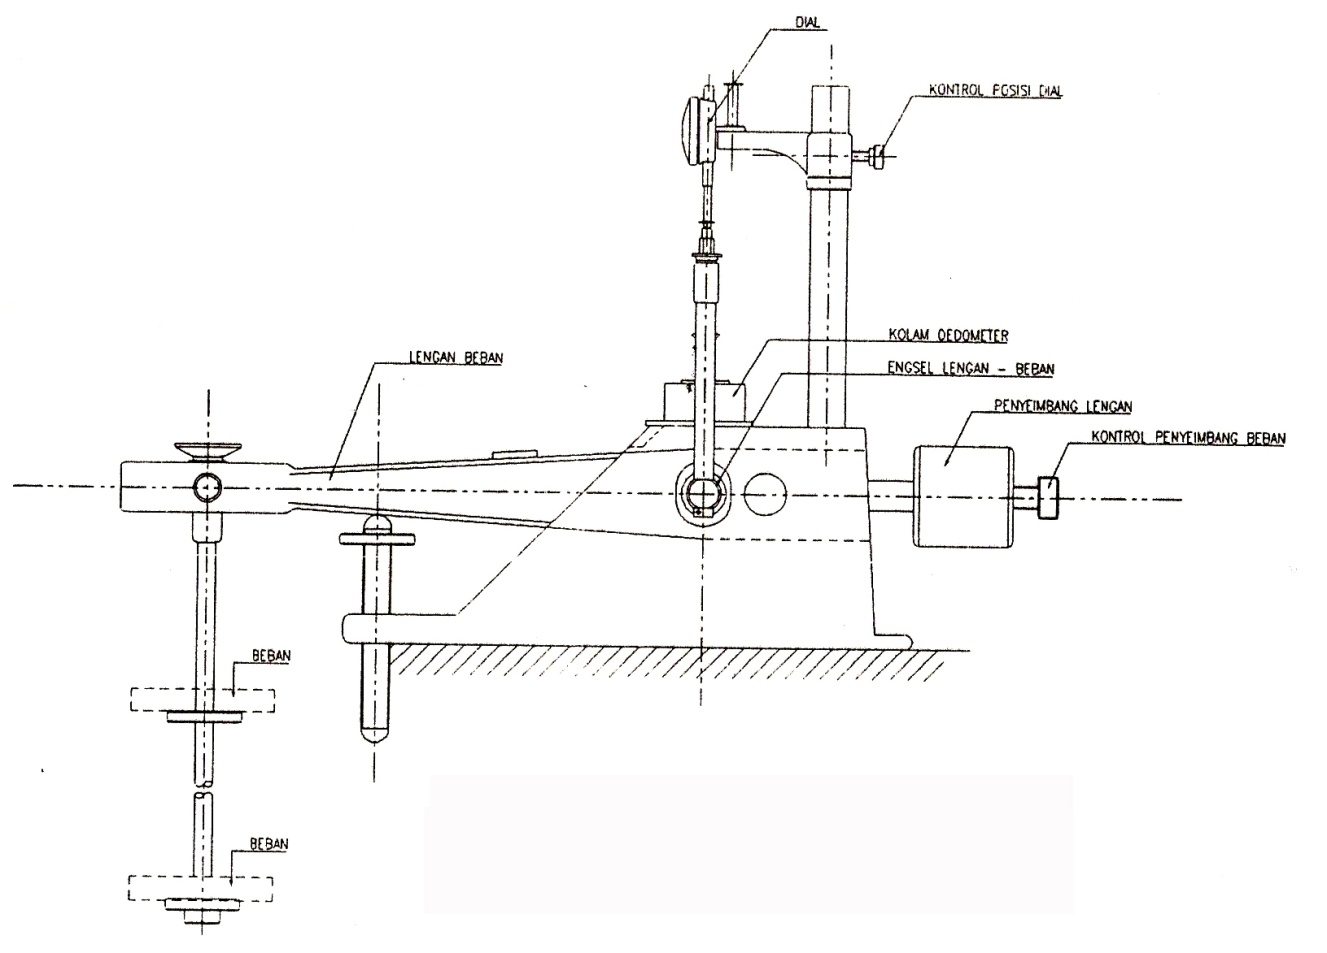 DIAL
KONTROL POSISI DIAL
KOLAM OEDOMETER
LENGAN BEBAN
ENGSEL LENGAN - BEBAN
PENYEIMBANG LENGAN
KONTROL PENYEIMBANG BEBAN
BEBAN
BEBAN